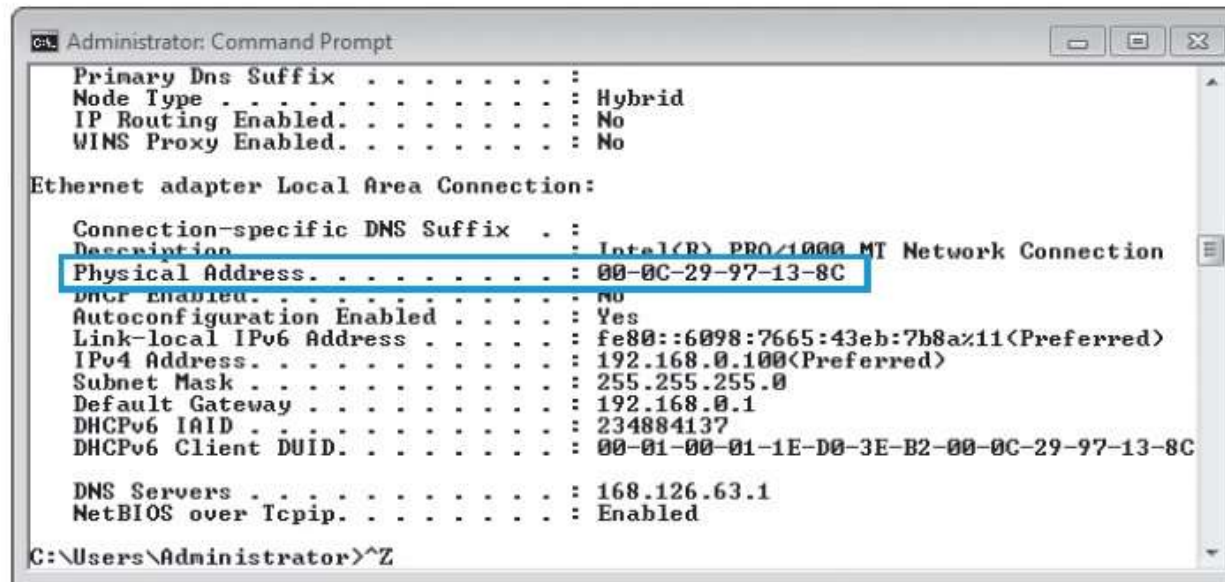 Administrator: Command Prompt
Primary Dns Suffix . . . . . . . :
Node Type . . . . . . . . . . . . : Hybrid
IP Routing Enabled. . . . . . . . : No
WINS Proxy Enabled. . . . . . . . : No
Ethernet adapter Local Area Connection:
Connection-specific DNS Suffix  . :
Description . . . . . . . . . . . : Intel(R) PRO/1000 MT Network Connection
Physical Address. . . . . . . . . : 00-0C-29-97-13-8C
DHCP Enabled. . . . . . . . . . . : No
Autoconfiguration Enabled . . . . : Yes
Link-local IPv6 Address . . . . . : fe80::6098:7665:43eb:7b8a%11(Preferred)
IPv4 Address. . . . . . . . . . . : 192.168.0.100(Preferred)
Subnet Mask . . . . . . . . . . . : 255.255.255.0
Default Gateway . . . . . . . . . : 192.168.0.1
DHCPv6 IAID . . . . . . . . . . . : 234884137
DHCPv6 Client DUID. . . . . . . . : 00-01-00-01-1E-D0-3E-B2-00-0C-29-97-13-8C
DNS Servers . . . . . . . . . . . : 168.126.63.1
NetBIOS over Tcpip. . . . . . . . : Enabled
C:\Users\Administrator>^Z